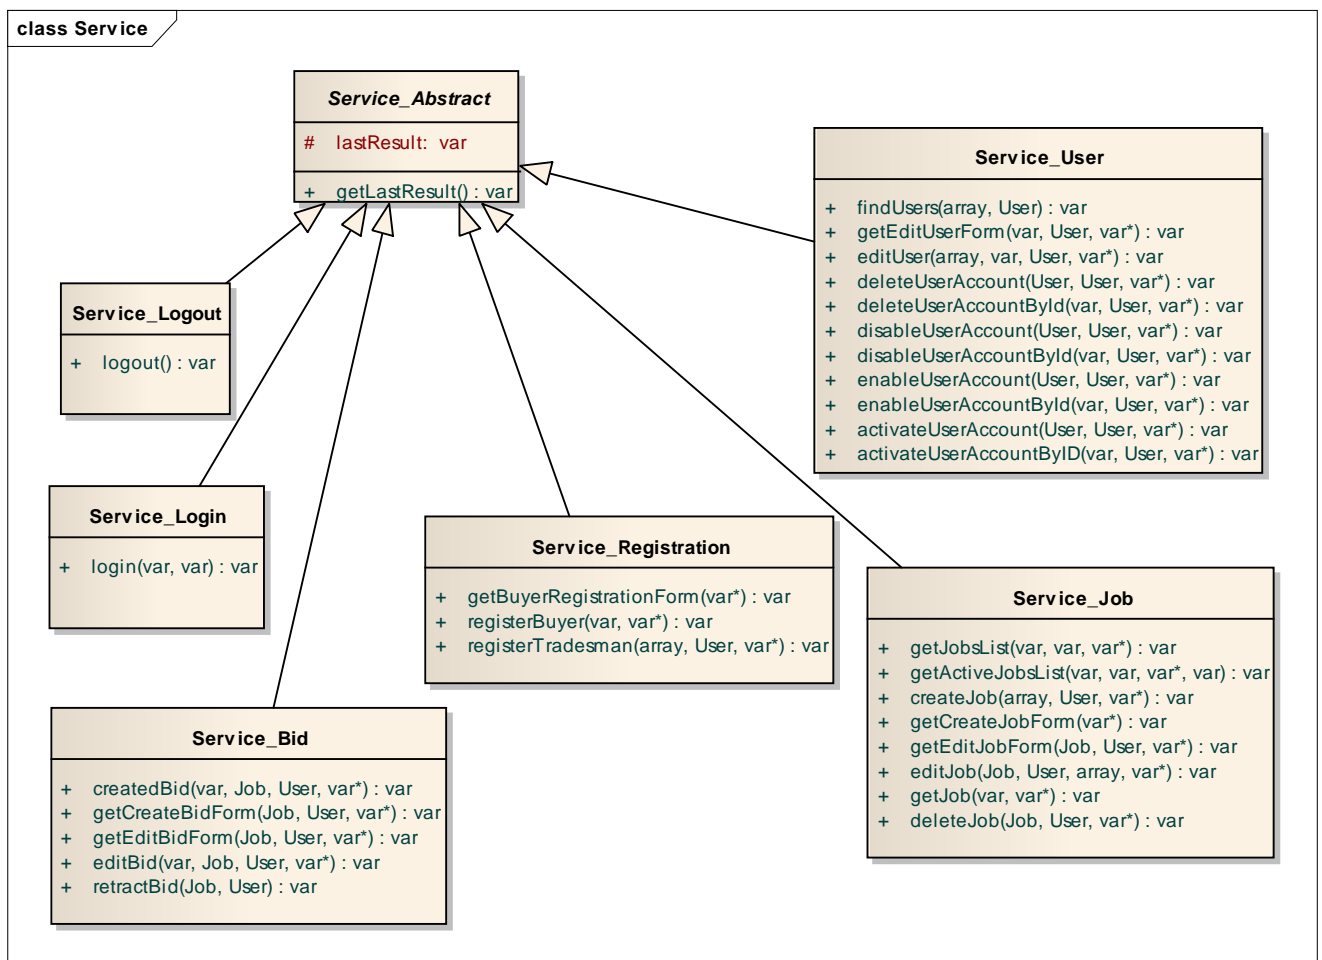 class Service
Service_Abstract
# lastResult: var
+ getLastResult() : var
Service_User
+ findUsers(array, User) : var
+ getEditUserForm(var, User, var*) : var
+ editUser(array, var, User, var*) : var
+ deleteUserAccount(User, User, var*) : var
+ deleteUserAccountById(var, User, var*) : var
+ disableUserAccount(User, User, var*) : var
+ disableUserAccountById(var, User, var*) : var
+ enableUserAccount(User, User, var*) : var
+ enableUserAccountById(var, User, var*) : var
+ activateUserAccount(User, User, var*) : var
+ activateUserAccountByID(var, User, var*) : var
Service_Logout
+ logout() : var
Service_Login
+ login(var, var) : var
Service_Registration
+ getBuyerRegistrationForm(var*) : var
+ registerBuyer(var, var*) : var
+ registerTradesman(array, User, var*) : var
Service_Job
+ getJobsList(var, var, var*) : var
+ getActiveJobsList(var, var, var*, var) : var
+ createJob(array, User, var*) : var
+ getCreateJobForm(var*) : var
+ getEditJobForm(Job, User, var*) : var
+ editJob(Job, User, array, var*) : var
+ getJob(var, var*) : var
+ deleteJob(Job, User, var*) : var
Service_Bid
+ createdBid(var, Job, User, var*) : var
+ getCreateBidForm(Job, User, var*) : var
+ getEditBidForm(Job, User, var*) : var
+ editBid(var, Job, User, var*) : var
+ retractBid(Job, User) : var